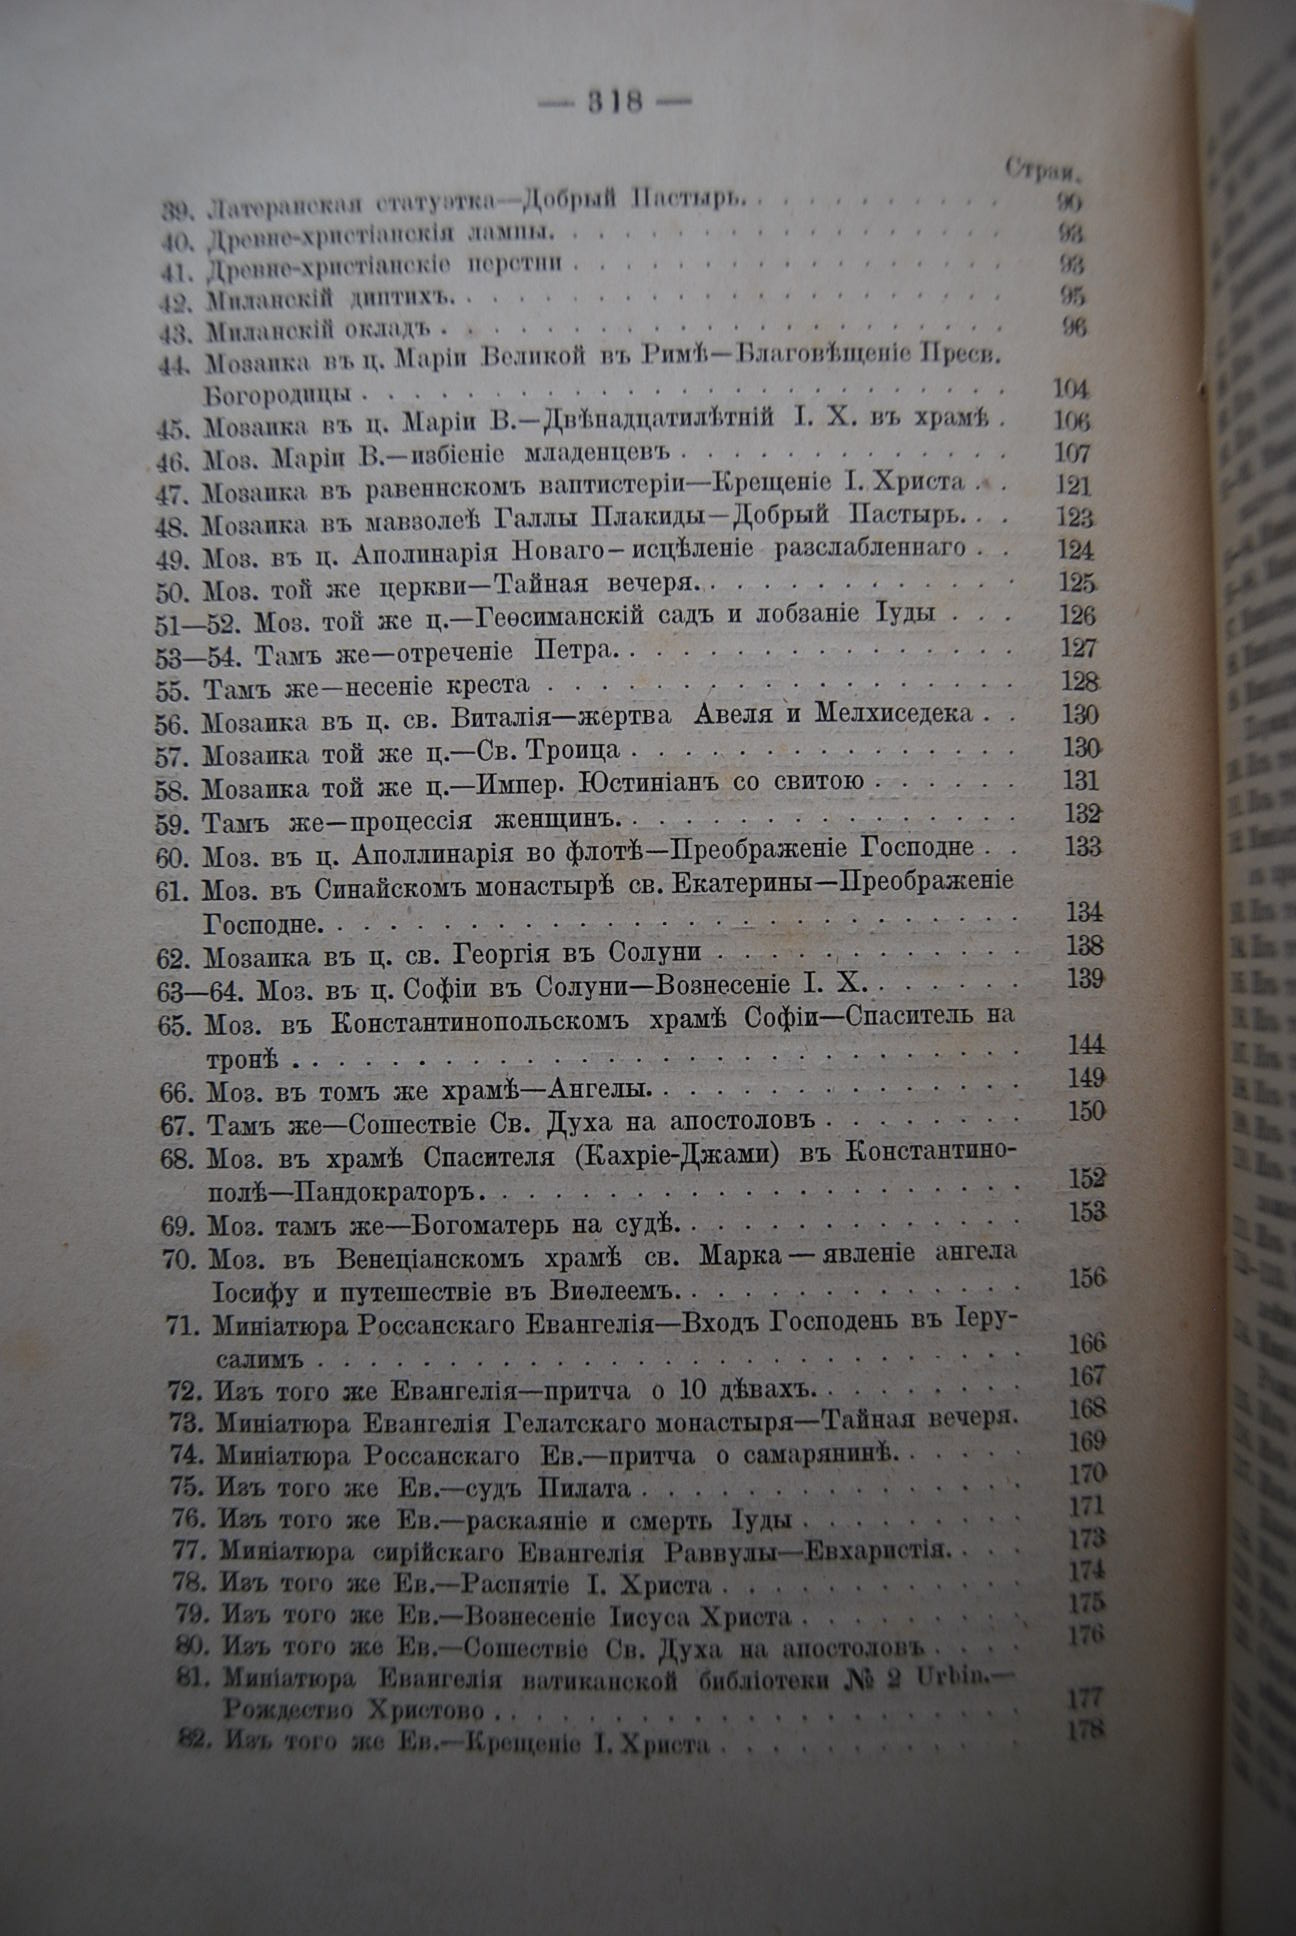 — 318 —
Стран.
39. Латеранская статуэтка—Добрый Пастырь. . . . . . . . . . . 90
40. Древне-христіанскія лампы. . . . . . . . . . . . . . . . . . 93
41. Древне-христіанскіе перстни . . . . . . . . . . . . . . . . . 93
42. Миланскій диптихъ. . . . . . . . . . . . . . . . . . . . . . 95
43. Миланскій окладъ . . . . . . . . . . . . . . . . . . . . . . 96
44. Мозаика въ ц. Маріи Великой въ Римѣ—Благовѣщеніе Пресв.
Богородицы . . . . . . . . . . . . . . . . . . . . . . . . . 104
45. Мозаика въ ц. Маріи В.—Двѣнадцатилѣтній І. Х. въ храмѣ . 106
46. Моз. Маріи В.—избіеніе младенцевъ . . . . . . . . . . . . . 107
47. Мозаика въ равеннскомъ ваптистеріи—Крещеніе І. Христа . . 121
48. Мозаика въ мавзолеѣ Галлы Плакиды—Добрый Пастырь. . . 123
49. Моз. въ ц. Аполинарія Новаго—исцѣленіе разслабленнаго . . 124
50. Моз. той же церкви—Тайная вечеря. . . . . . . . . . . . . 125
51—52. Моз. той же ц.—Геѳсиманскій садъ и лобзаніе Іуды . . . 126
53—54. Тамъ же—отреченіе Петра. . . . . . . . . . . . . . . . 127
55. Тамъ же—несеніе креста . . . . . . . . . . . . . . . . . . 128
56. Мозаика въ ц. св. Виталія—жертва Авеля и Мелхиседека . . 130
57. Мозаика той же ц.—Св. Троица . . . . . . . . . . . . . . . 130
58. Мозаика той же ц.—Импер. Юстиніанъ со свитою . . . . . . 131
59. Тамъ же—процессія женщинъ. . . . . . . . . . . . . . . . 132
60. Моз. въ ц. Аполлинарія во флотѣ—Преображеніе Господне . . 133
61. Моз. въ Синайскомъ монастырѣ св. Екатерины—Преображеніе
Господне. . . . . . . . . . . . . . . . . . . . . . . . . . . 134
62. Мозаика въ ц. св. Георгія въ Солуни . . . . . . . . . . . . 138
63—64. Моз. въ ц. Софіи въ Солуни—Вознесеніе І. Х. . . . . . . 139
65. Моз. въ Константинопольскомъ храмѣ Софіи—Спаситель на
тронѣ . . . . . . . . . . . . . . . . . . . . . . . . . . . . 144
66. Моз. въ томъ же храмѣ—Ангелы. . . . . . . . . . . . . . . 149
67. Тамъ же—Сошествіе Св. Духа на апостоловъ . . . . . . . . 150
68. Моз. въ храмѣ Спасителя (Кахріе-Джами) въ Константино-
полѣ—Пандократоръ. . . . . . . . . . . . . . . . . . . . . 152
69. Моз. тамъ же—Богоматерь на судѣ. . . . . . . . . . . . . . 153
70. Моз. въ Венеціанскомъ храмѣ св. Марка—явленіе ангела
Іосифу и путешествіе въ Виѳлеемъ. . . . . . . . . . . . . . 156
71. Миніатюра Россанскаго Евангелія—Входъ Господень въ Іеру-
салимъ . . . . . . . . . . . . . . . . . . . . . . . . . . . 166
72. Изъ того же Евангелія—притча о 10 дѣвахъ. . . . . . . . . 167
73. Миніатюра Евангелія Гелатскаго монастыря—Тайная вечеря. 168
74. Миніатюра Россанскаго Ев.—притча о самарянинѣ. . . . . . 169
75. Изъ того же Ев.—судъ Пилата . . . . . . . . . . . . . . . 170
76. Изъ того же Ев.—раскаяніе и смерть Іуды . . . . . . . . . 171
77. Миніатюра сирійскаго Евангелія Раввулы—Евхаристія. . . . 173
78. Изъ того же Ев.—Распятіе І. Христа . . . . . . . . . . . . 174
79. Изъ того же Ев.—Вознесеніе Іисуса Христа . . . . . . . . . 175
80. Изъ того же Ев.—Сошествіе Св. Духа на апостоловъ . . . . 176
81. Миніатюра Евангелія ватиканской библіотеки № 2 Urbin.—
Рождество Христово . . . . . . . . . . . . . . . . . . . . . 177
82. Изъ того же Ев.—Крещеніе І. Христа . . . . . . . . . . . . 178